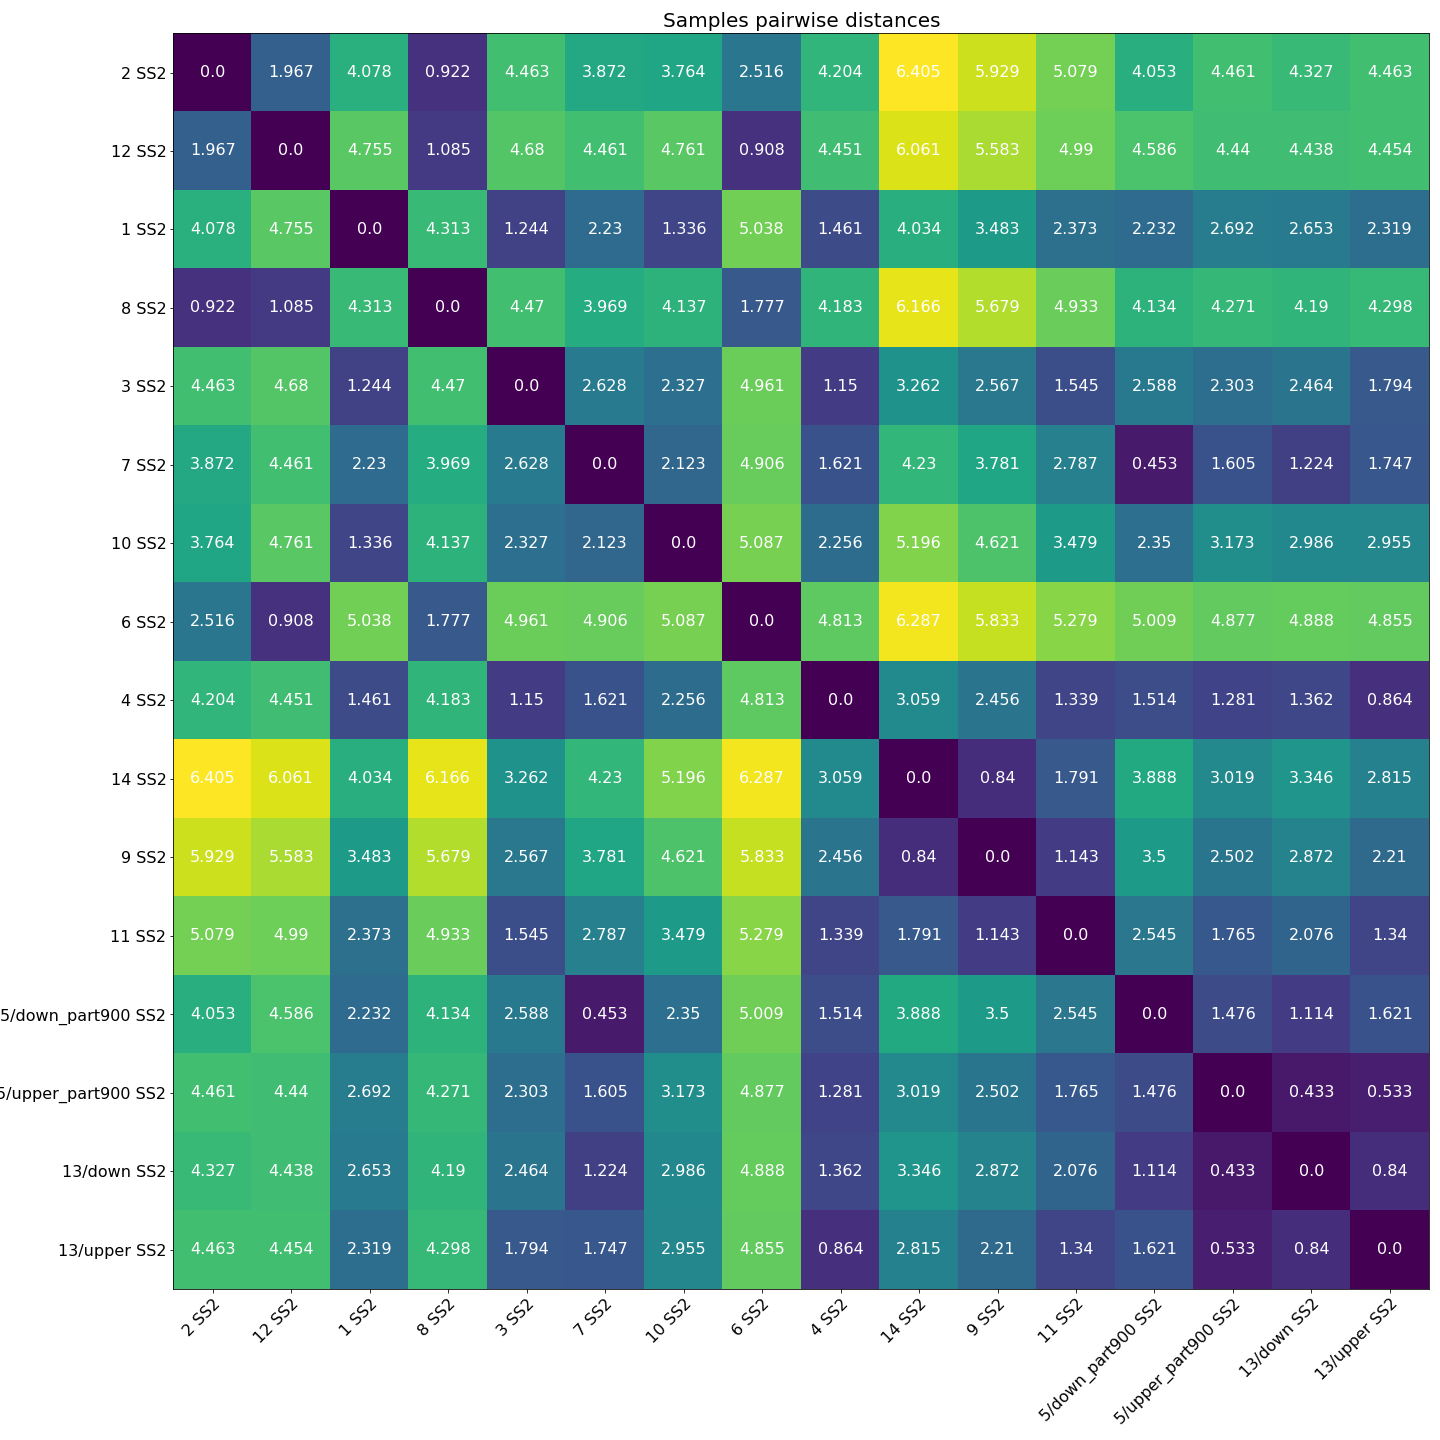 Samples pairwise distances
2 SS2 0.0 1.967 4.078 0.922 4.463 3.872 3.764 2.516 4.204 6.405 5.929 5.079 4.053 4.461 4.327 4.463
12 SS2 1.967 0.0 4.755 1.085 4.68 4.461 4.761 0.908 4.451 6.061 5.583 4.99 4.586 4.44 4.438 4.454
1 SS2 4.078 4.755 0.0 4.313 1.244 2.23 1.336 5.038 1.461 4.034 3.483 2.373 2.232 2.692 2.653 2.319
8 SS2 0.922 1.085 4.313 0.0 4.47 3.969 4.137 1.777 4.183 6.166 5.679 4.933 4.134 4.271 4.19 4.298
3 SS2 4.463 4.68 1.244 4.47 0.0 2.628 2.327 4.961 1.15 3.262 2.567 1.545 2.588 2.303 2.464 1.794
7 SS2 3.872 4.461 2.23 3.969 2.628 0.0 2.123 4.906 1.621 4.23 3.781 2.787 0.453 1.605 1.224 1.747
10 SS2 3.764 4.761 1.336 4.137 2.327 2.123 0.0 5.087 2.256 5.196 4.621 3.479 2.35 3.173 2.986 2.955
6 SS2 2.516 0.908 5.038 1.777 4.961 4.906 5.087 0.0 4.813 6.287 5.833 5.279 5.009 4.877 4.888 4.855
4 SS2 4.204 4.451 1.461 4.183 1.15 1.621 2.256 4.813 0.0 3.059 2.456 1.339 1.514 1.281 1.362 0.864
14 SS2 6.405 6.061 4.034 6.166 3.262 4.23 5.196 6.287 3.059 0.0 0.84 1.791 3.888 3.019 3.346 2.815
9 SS2 5.929 5.583 3.483 5.679 2.567 3.781 4.621 5.833 2.456 0.84 0.0 1.143 3.5 2.502 2.872 2.21
11 SS2 5.079 4.99 2.373 4.933 1.545 2.787 3.479 5.279 1.339 1.791 1.143 0.0 2.545 1.765 2.076 1.34
5/down_part900 SS2 4.053 4.586 2.232 4.134 2.588 0.453 2.35 5.009 1.514 3.888 3.5 2.545 0.0 1.476 1.114 1.621
5/upper_part900 SS2 4.461 4.44 2.692 4.271 2.303 1.605 3.173 4.877 1.281 3.019 2.502 1.765 1.476 0.0 0.433 0.533
13/down SS2 4.327 4.438 2.653 4.19 2.464 1.224 2.986 4.888 1.362 3.346 2.872 2.076 1.114 0.433 0.0 0.84
13/upper SS2 4.463 4.454 2.319 4.298 1.794 1.747 2.955 4.855 0.864 2.815 2.21 1.34 1.621 0.533 0.84 0.0
2 SS2 12 SS2 1 SS2 8 SS2 3 SS2 7 SS2 10 SS2 6 SS2 4 SS2 14 SS2 9 SS2 11 SS2 5/down_part900 SS2 5/upper_part900 SS2 13/down SS2 13/upper SS2